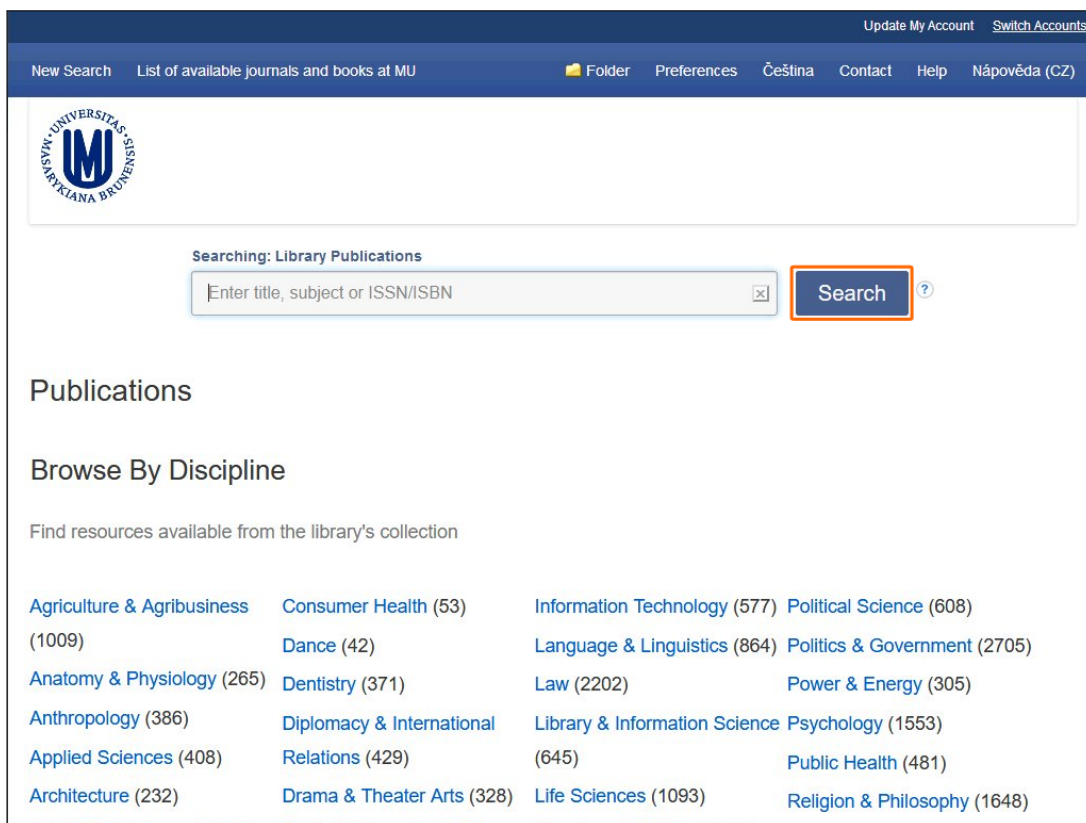 Update My Account Switch Accounts
New Search List of available journals and books at MU Folder Preferences Čeština Contact Help Nápověda (CZ)
UNIVERSITAS MASARYKIANA BRUNENSIS
MU
Searching: Library Publications
Enter title, subject or ISSN/ISBN
Search
Publications
Browse By Discipline
Find resources available from the library's collection
Agriculture & Agribusiness
(1009)
Anatomy & Physiology (265)
Anthropology (386)
Applied Sciences (408)
Architecture (232)
Consumer Health (53)
Dance (42)
Dentistry (371)
Diplomacy & International
Relations (429)
Drama & Theater Arts (328)
Information Technology (577)
Language & Linguistics (864)
Law (2202)
Library & Information Science
(645)
Life Sciences (1093)
Political Science (608)
Politics & Government (2705)
Power & Energy (305)
Psychology (1553)
Public Health (481)
Religion & Philosophy (1648)